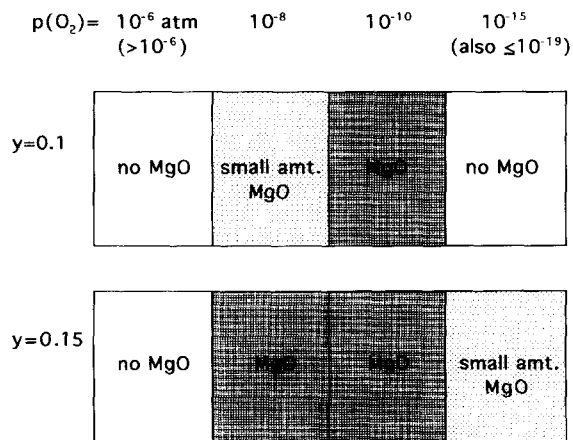 p(O₂)= 10⁻⁶ atm 10⁻⁸ 10⁻¹⁰ 10⁻¹⁵
(>10⁻⁶) (also ≤10⁻¹⁹)
y=0.1
no MgO small amt. MgO no MgO
MgO
y=0.15
no MgO MgO MgO small amt.
MgO